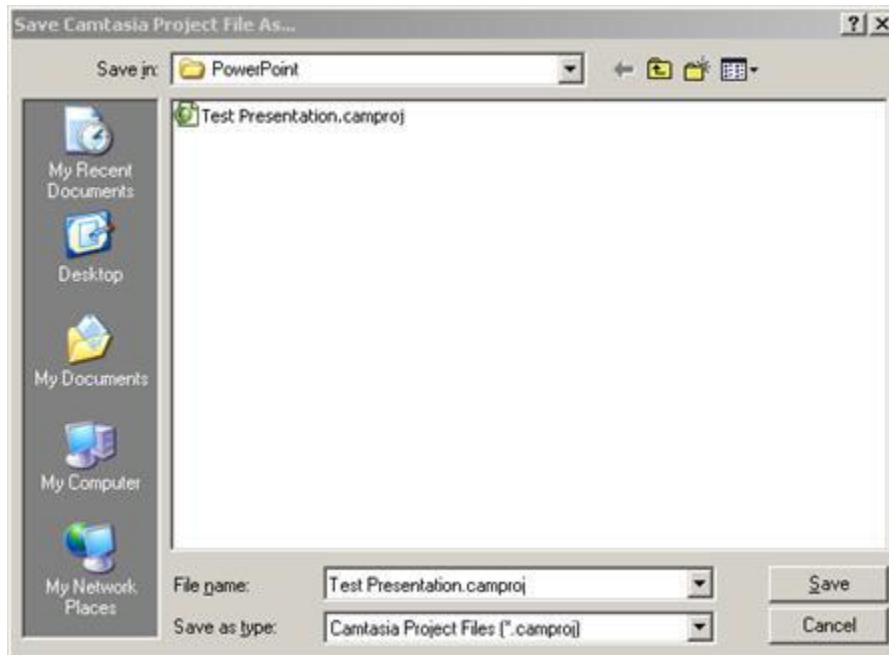 Save Camtasia Project File As...
Save in: PowerPoint
Test Presentation.camproj
My Recent
Documents
Desktop
My Documents
My Computer
My Network
Places
File name: Test Presentation.camproj Save
Save as type: Camtasia Project Files (*.camproj) Cancel